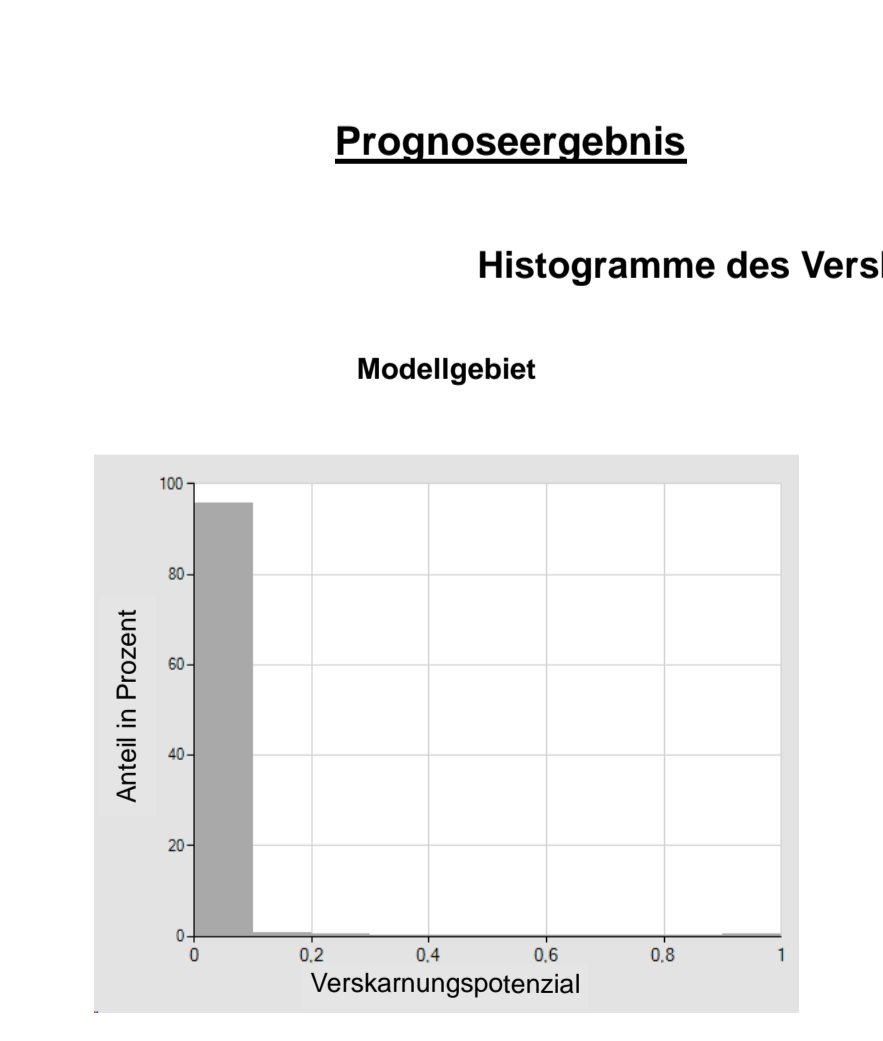 Prognoseergebnis
Histogramme des Vers
Modellgebiet
100
80
60
40
20
0
Anteil in Prozent
0 0,2 0,4 0,6 0,8 1
Verskarnungspotenzial